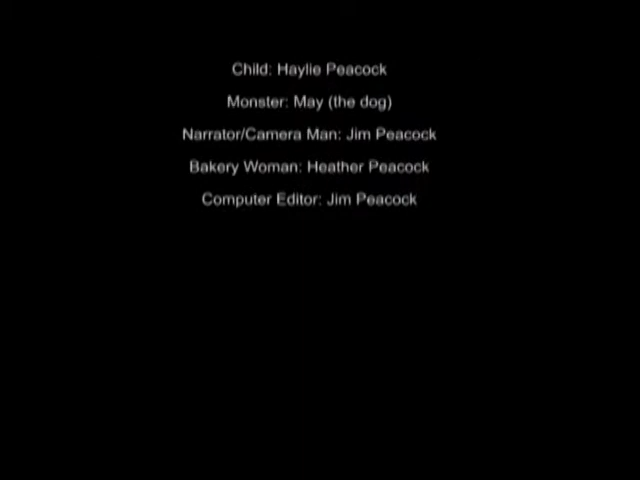 Child: Haylie Peacock
Monster: May (the dog)
Narrator/Camera Man: Jim Peacock
Bakery Woman: Heather Peacock
Computer Editor: Jim Peacock